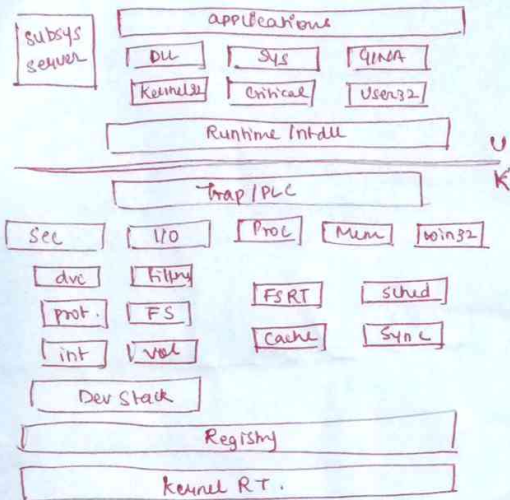 applications
Subsys
Server
DLL Sys GINA
Kernel32 Critical User32
Runtime Intdll
U
K
Trap/PLC
Sec I/O Proc Mem win32
dvc Filters
FSRT Sched
prot. FS
Cache Sync
int Vol
Dev Stack
Registry
Kernel RT.